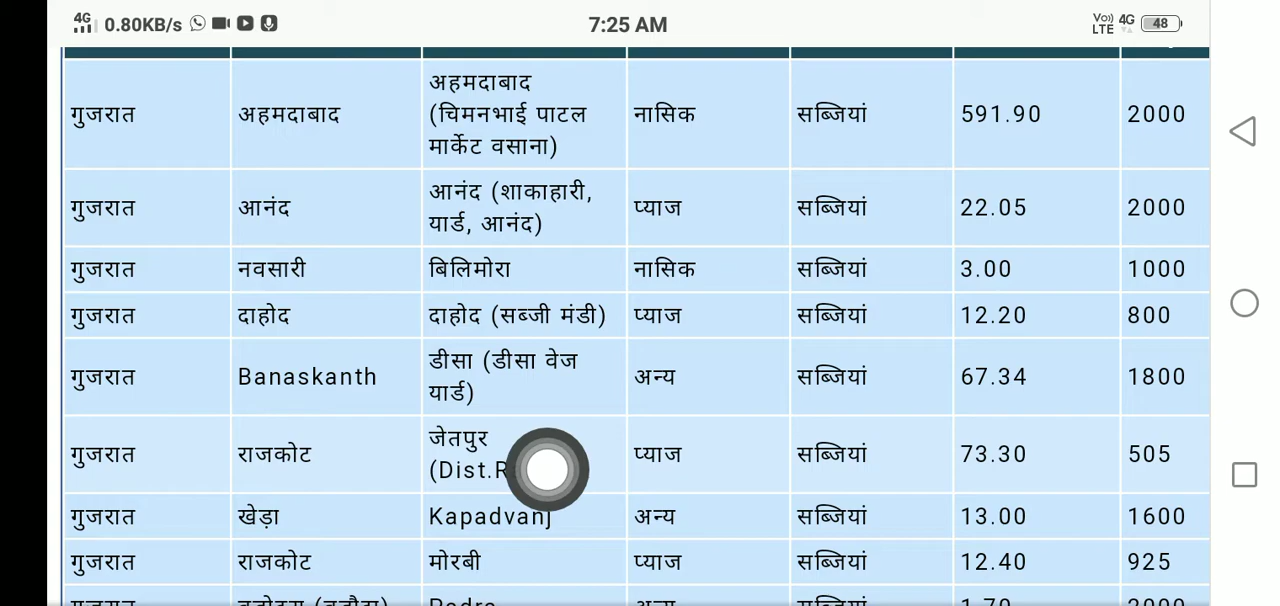 4G 0.80KB/s 7:25 AM Vo) LTE 4G 48
गुजरात अहमदाबाद अहमदाबाद (चिमनभाई पाटल मार्केट वसाना) नासिक सब्जियां 591.90 2000
गुजरात आनंद आनंद (शाकाहारी, यार्ड, आनंद) प्याज सब्जियां 22.05 2000
गुजरात नवसारी बिलिमोरा नासिक सब्जियां 3.00 1000
गुजरात दाहोद दाहोद (सब्जी मंडी) प्याज सब्जियां 12.20 800
गुजरात Banaskanth डीसा (डीसा वेज यार्ड) अन्य सब्जियां 67.34 1800
गुजरात राजकोट जेतपुर प्याज सब्जियां 73.30 505
गुजरात खेड़ा Kapadvanj अन्य सब्जियां 13.00 1600
गुजरात राजकोट मोरबी प्याज सब्जियां 12.40 925